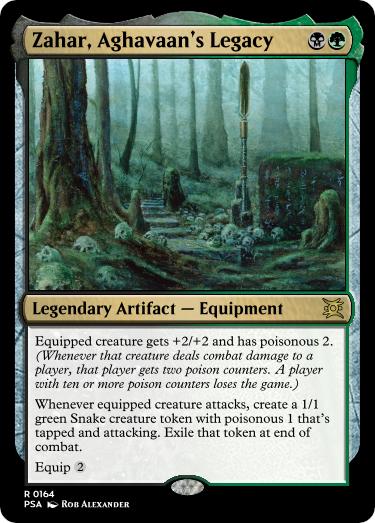 Zahar, Aghavaan's Legacy
Legendary Artifact — Equipment
Equipped creature gets +2/+2 and has poisonous 2.
(Whenever that creature deals combat damage to a
player, that player gets two poison counters. A player
with ten or more poison counters loses the game.)
Whenever equipped creature attacks, create a 1/1
green Snake creature token with poisonous 1 that's
tapped and attacking. Exile that token at end of
combat.
Equip 2
R 0164
PSA Rob Alexander